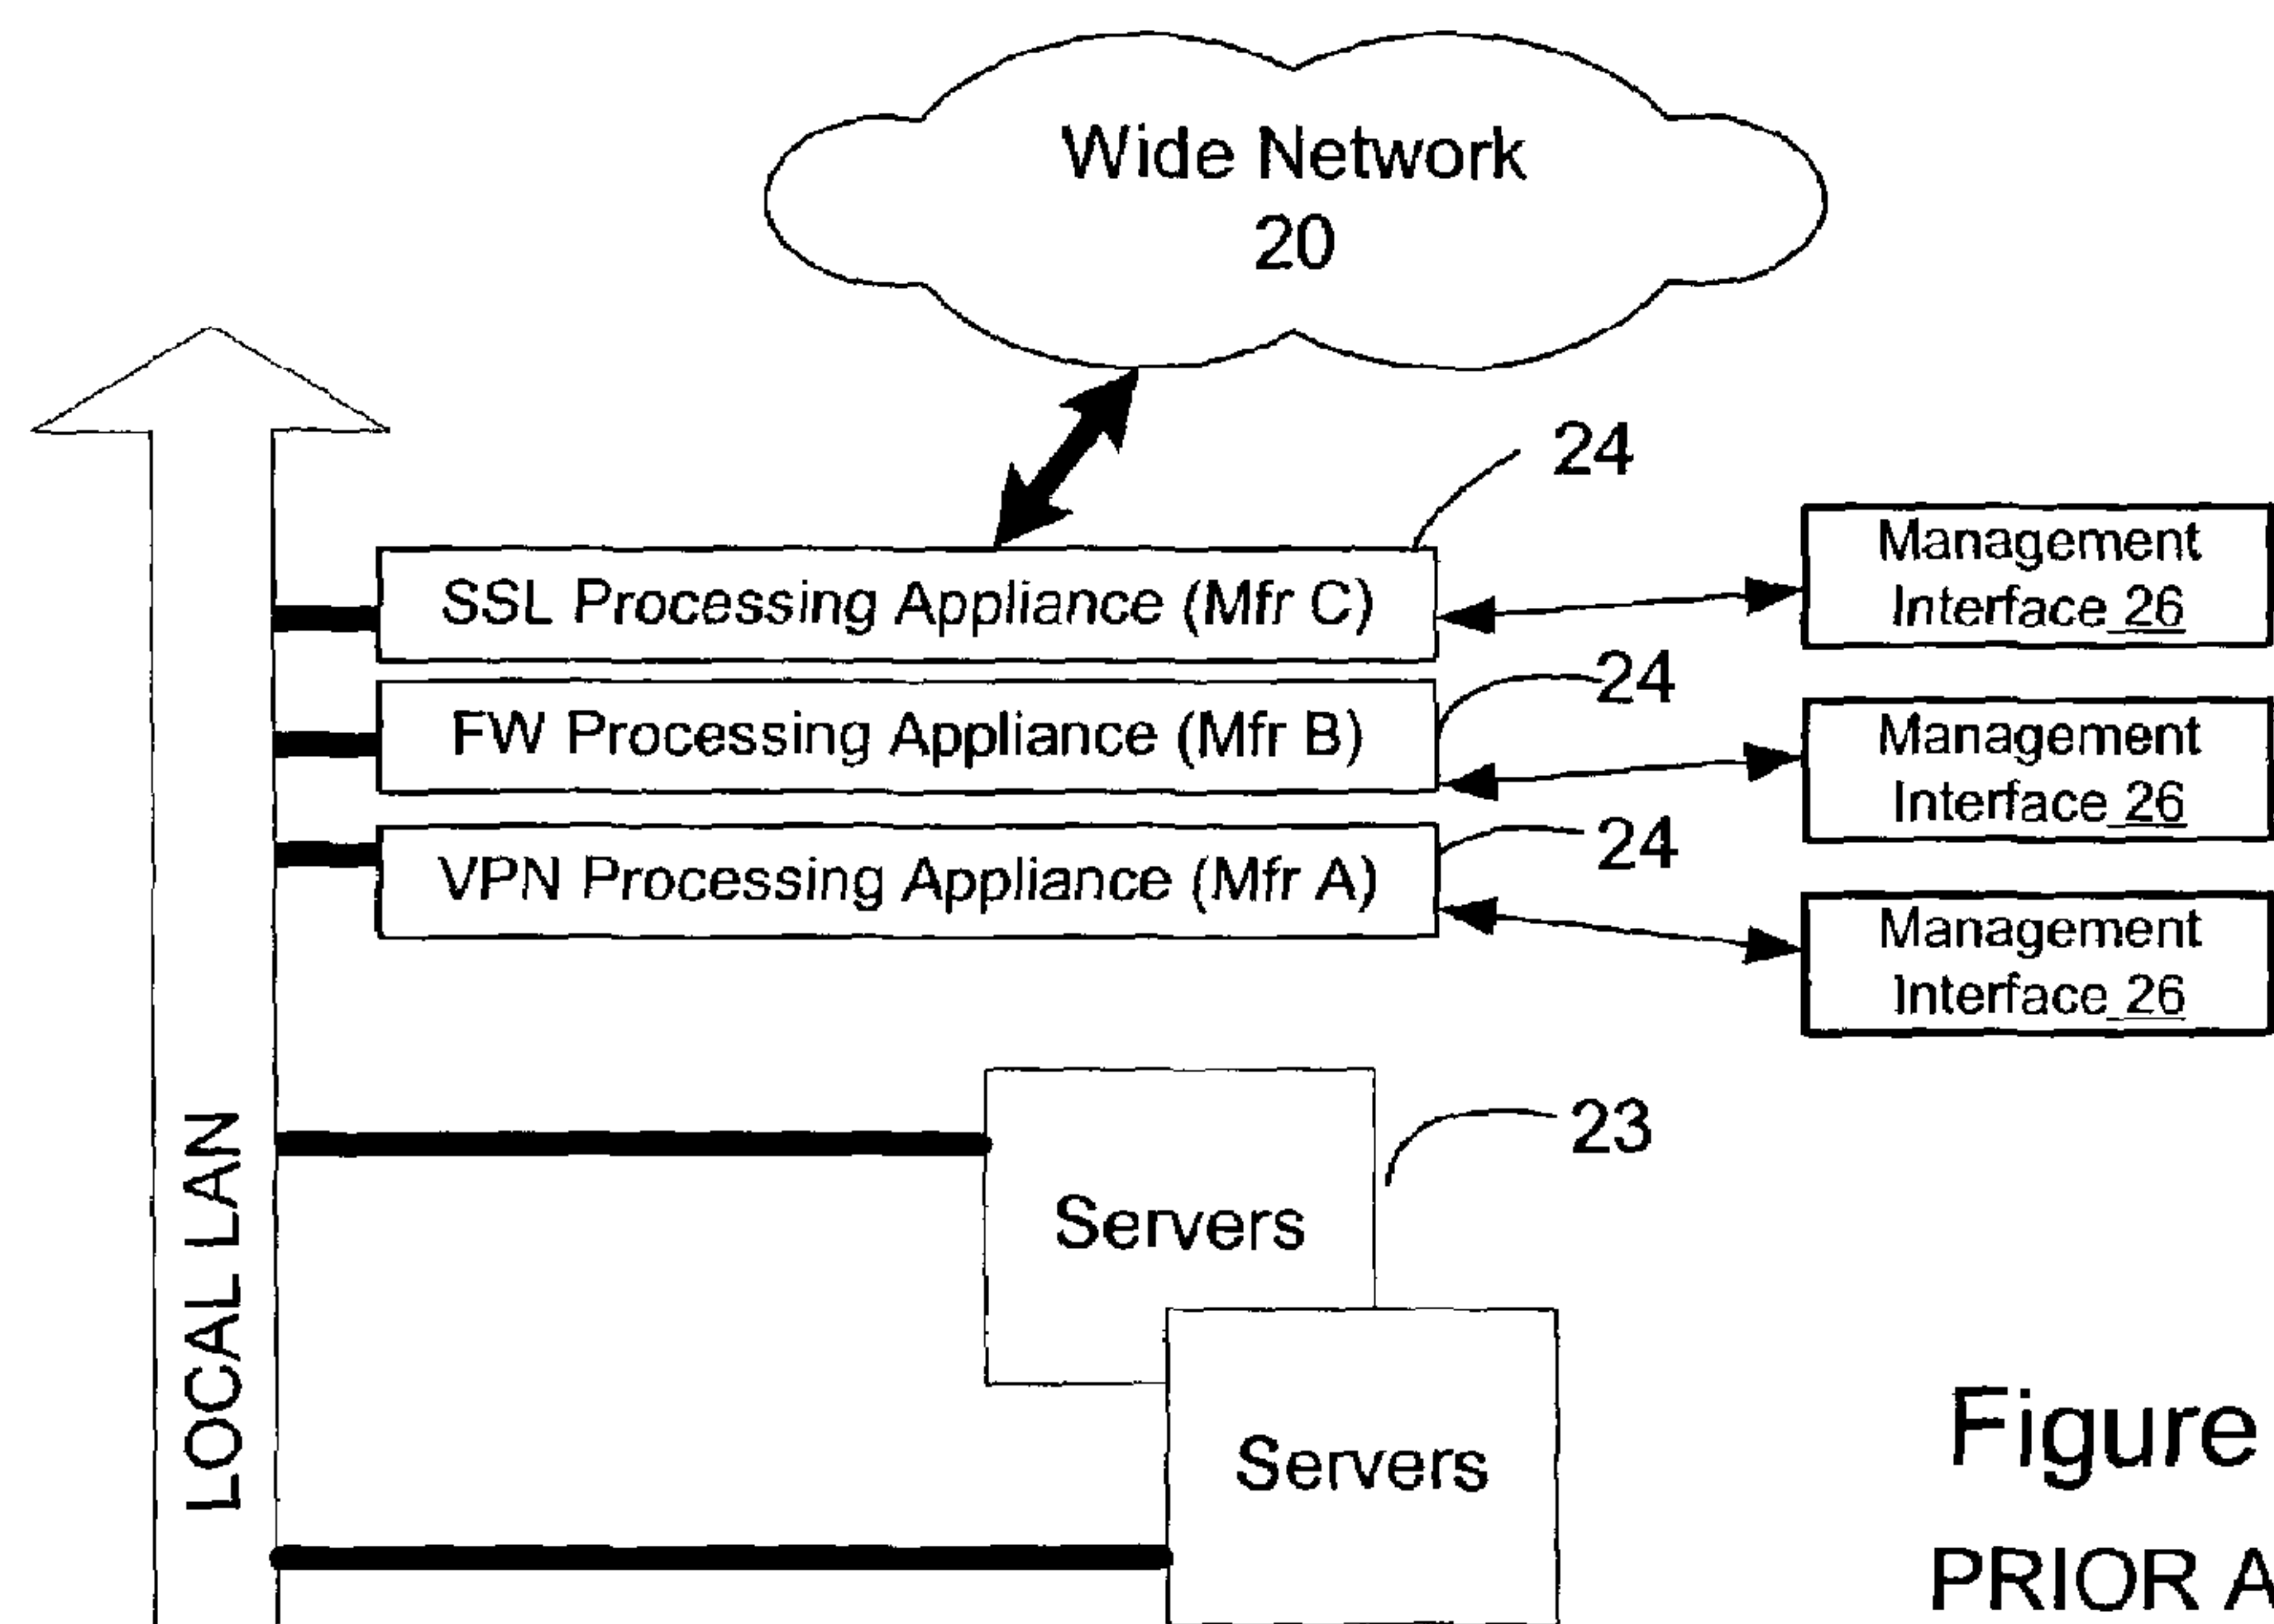 Wide Network
20
24
SSL Processing Appliance (Mfr C)
Management
Interface 26
24
FW Processing Appliance (Mfr B)
Management
Interface 26
24
VPN Processing Appliance (Mfr A)
Management
Interface 26
LOCAL LAN
23
Servers
Servers
Figure
PRIOR A